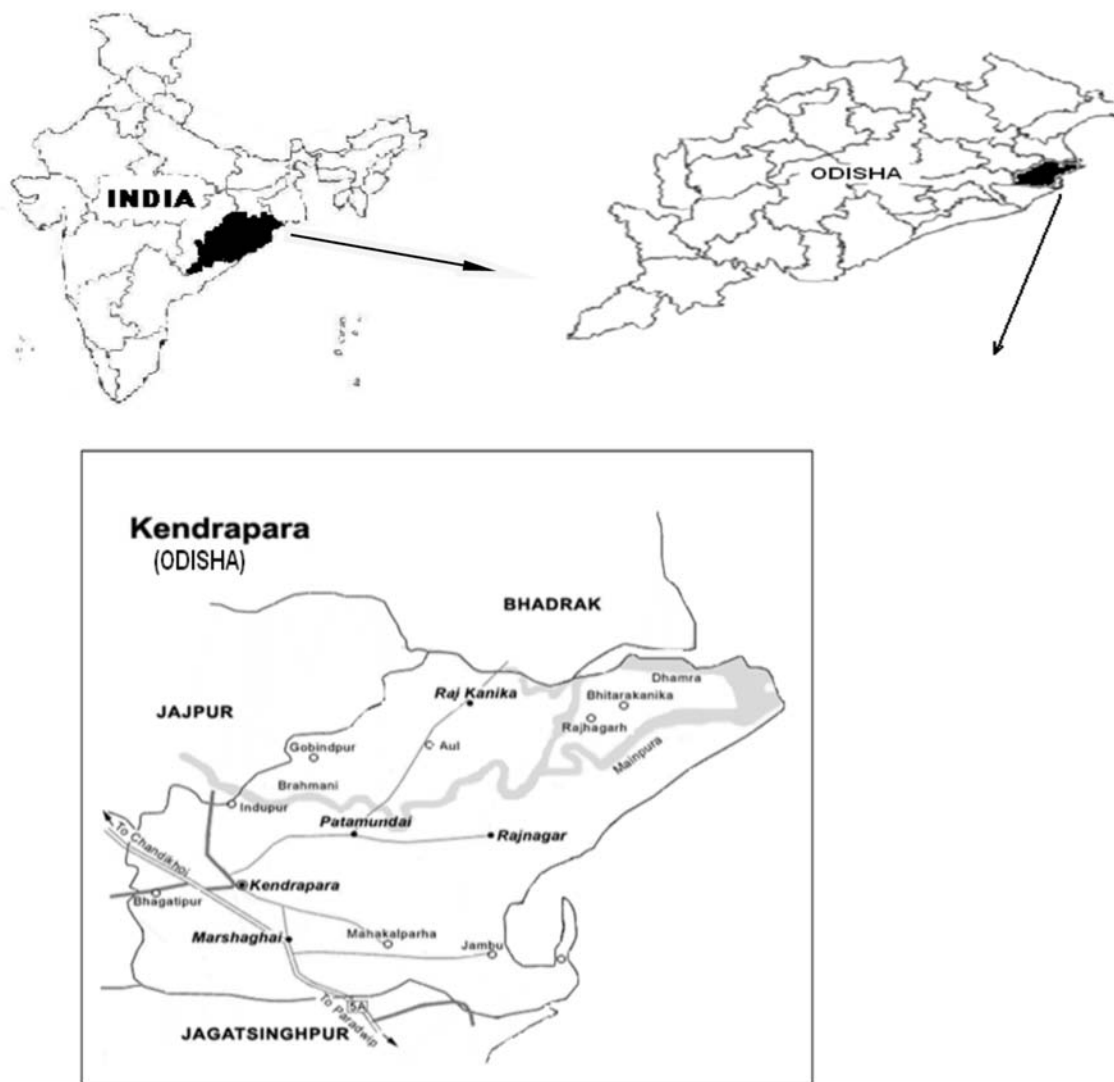 INDIA
ODISHA
Kendrapara
(ODISHA)
BHADRAK
Dhamra
Bhitarakanika
Raj Kanika
Rajhagarh
JAJPUR
Mainpura
Gobindpur
Aul
Brahmani
Indupur
Patamundai
Rajnagar
To Chandikhol
Kendrapara
Bhagatipur
Marshaghai
Mahakalparha
Jambu
5A
To Paradwip
JAGATSINGHPUR